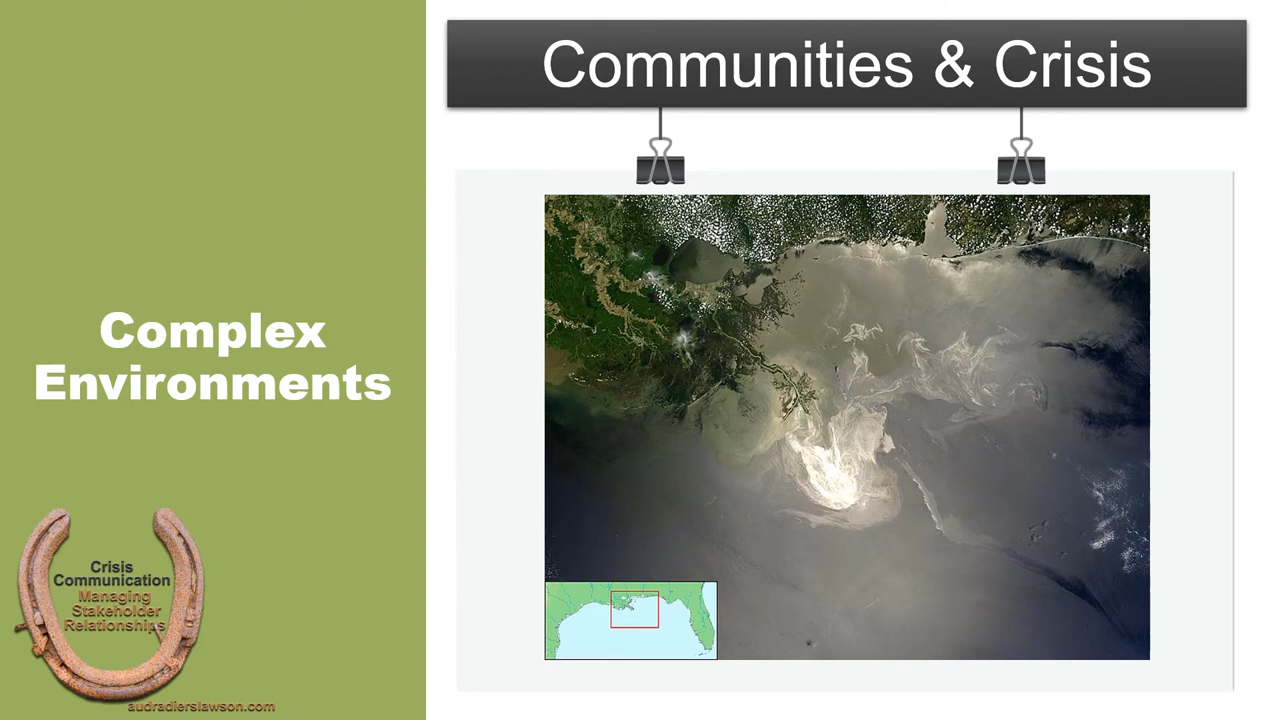 Communities & Crisis
Complex
Environments
Crisis
Communication
Managing
Stakeholder
Relationships
audradierslawson.com